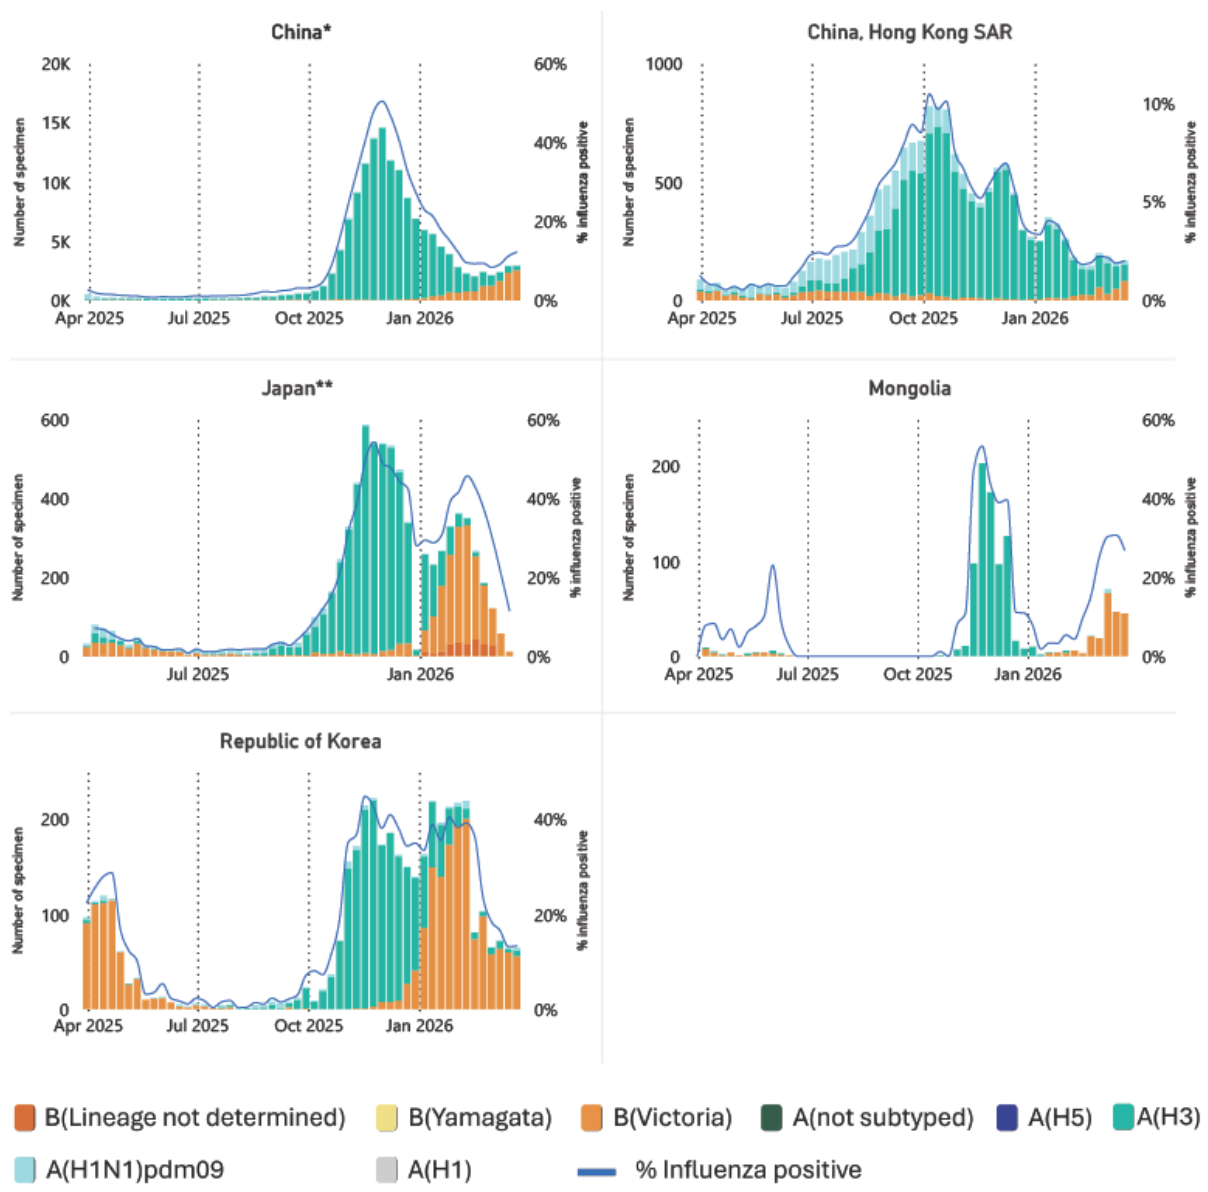 China*
20K
15K
10K
5K
0K
Number of specimen
60%
40%
20%
0%
% influenza positive
Apr 2025 Jul 2025 Oct 2025 Jan 2026
China, Hong Kong SAR
1000
500
0
Number of specimen
10%
5%
0%
% influenza positive
Apr 2025 Jul 2025 Oct 2025 Jan 2026
Japan**
600
400
200
0
Number of specimen
60%
40%
20%
0%
% influenza positive
Jul 2025 Jan 2026
Mongolia
200
100
0
Number of specimen
60%
40%
20%
0%
% influenza positive
Apr 2025 Jul 2025 Oct 2025 Jan 2026
Republic of Korea
200
100
0
Number of specimen
40%
20%
0%
% influenza positive
Apr 2025 Jul 2025 Oct 2025 Jan 2026
B(Lineage not determined) B(Yamagata) B(Victoria) A(not subtyped) A(H5) A(H3)
A(H1N1)pdm09 A(H1) % Influenza positive